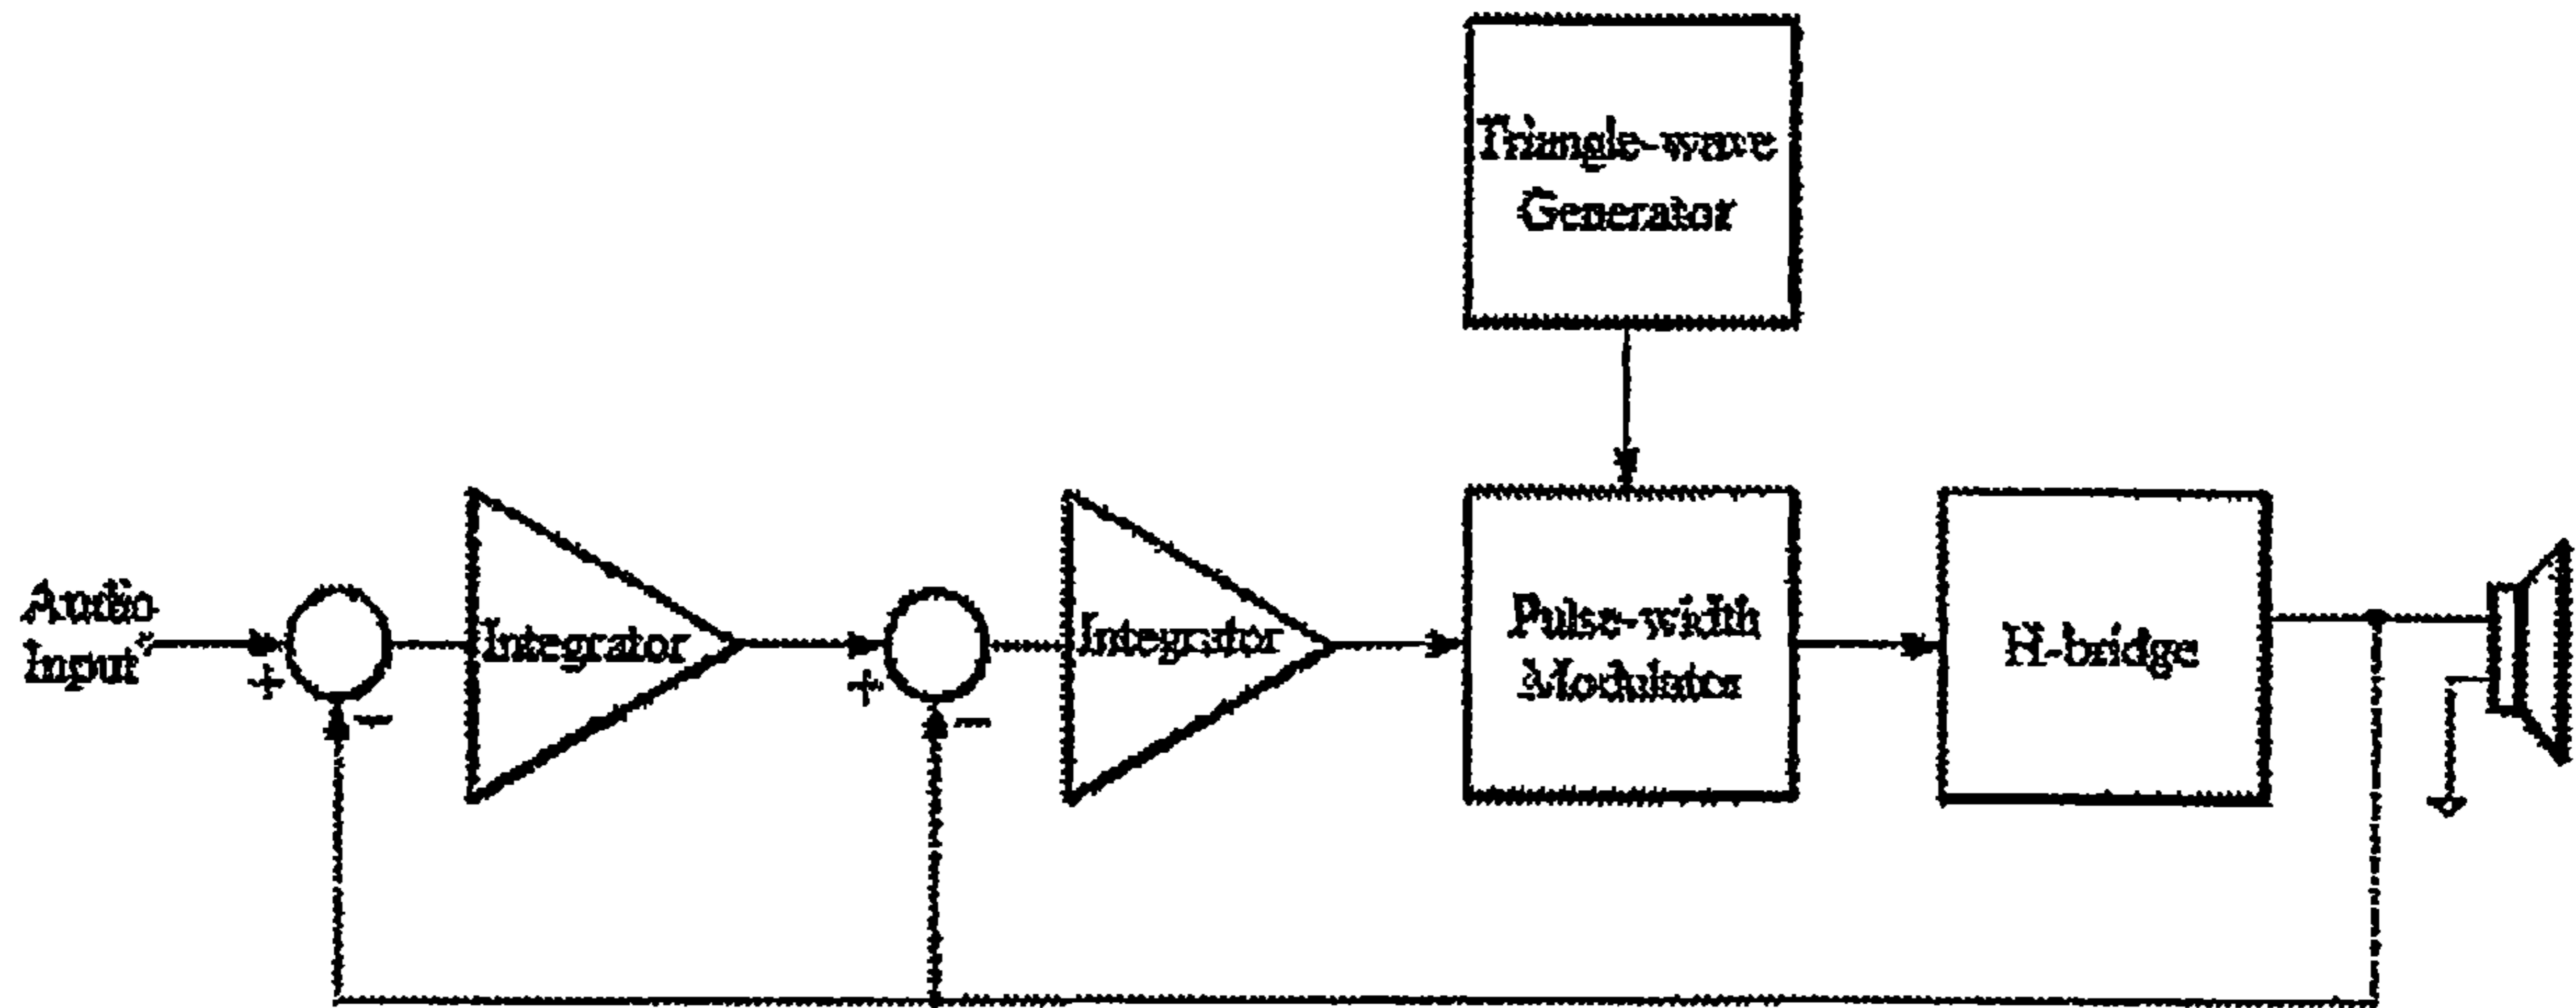 Triangle-wave
Generator
Audio
Input
+
−
Integrator
+
−
Integrator
Pulse-width
Modulator
H-bridge